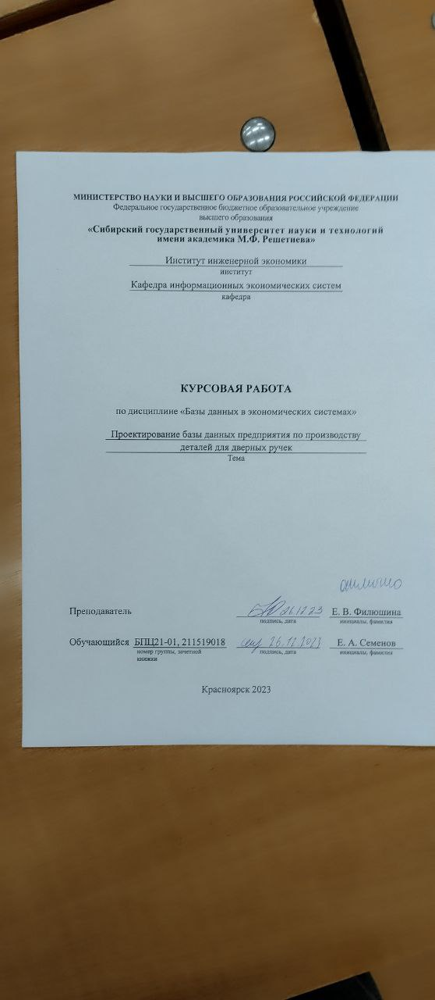 МИНИСТЕРСТВО НАУКИ И ВЫСШЕГО ОБРАЗОВАНИЯ РОССИЙСКОЙ ФЕДЕРАЦИИ
Федеральное государственное бюджетное образовательное учреждение
высшего образования
«Сибирский государственный университет науки и технологий
имени академика М.Ф. Решетнева»
Институт инженерной экономики
институт
Кафедра информационных экономических систем
кафедра
КУРСОВАЯ РАБОТА
по дисциплине «Базы данных в экономических системах»
Проектирование базы данных предприятия по производству
деталей для дверных ручек
Тема
отлично
Преподаватель 26.12.23 Е. В. Филюшина
подпись, дата инициалы, фамилия
Обучающийся БПЦ21-01, 211519018 26.12.2023 Е. А. Семенов
номер группы, зачетной подпись, дата инициалы, фамилия
книжки
Красноярск 2023